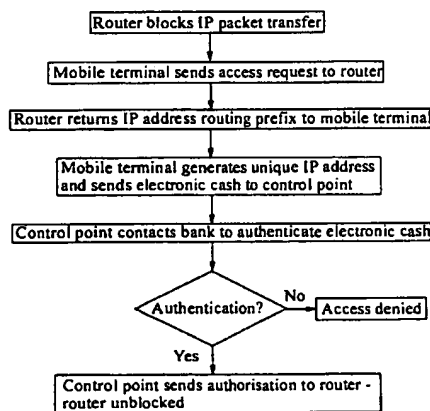 Router blocks IP packet transfer
Mobile terminal sends access request to router
Router returns IP address routing prefix to mobile terminal
Mobile terminal generates unique IP address
and sends electronic cash to control point
Control point contacts bank to authenticate electronic cash
Authentication?
No
Access denied
Yes
Control point sends authorisation to router -
router unblocked